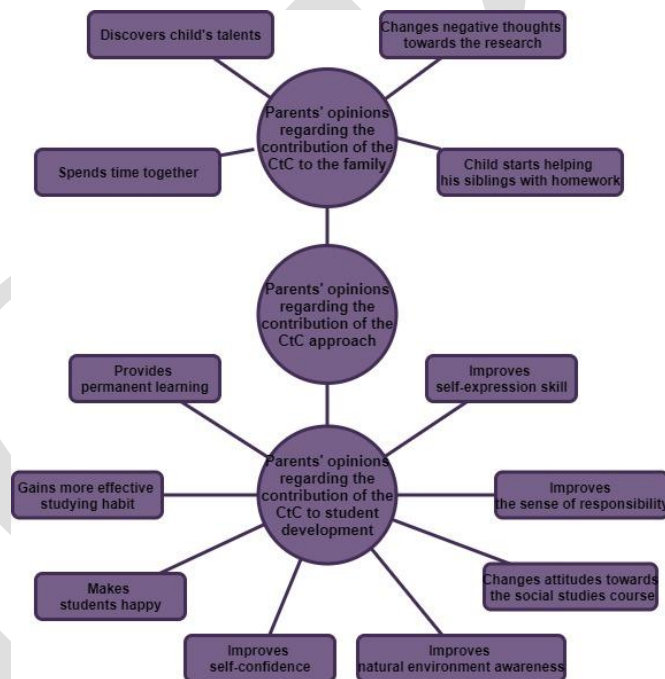 Discovers child's talents
Changes negative thoughts
towards the research
Parents' opinions
regarding the
contribution of the
CtC to the family
Spends time together
Child starts helping
his siblings with homework
Parents' opinions
regarding the
contribution of the
CtC approach
Provides
permanent learning
Improves
self-expression skill
Parents' opinions
regarding the
contribution of the
CtC to student
development
Gains more effective
studying habit
Improves
the sense of responsibility
Makes
students happy
Changes attitudes towards
the social studies course
Improves
self-confidence
Improves
natural environment awareness